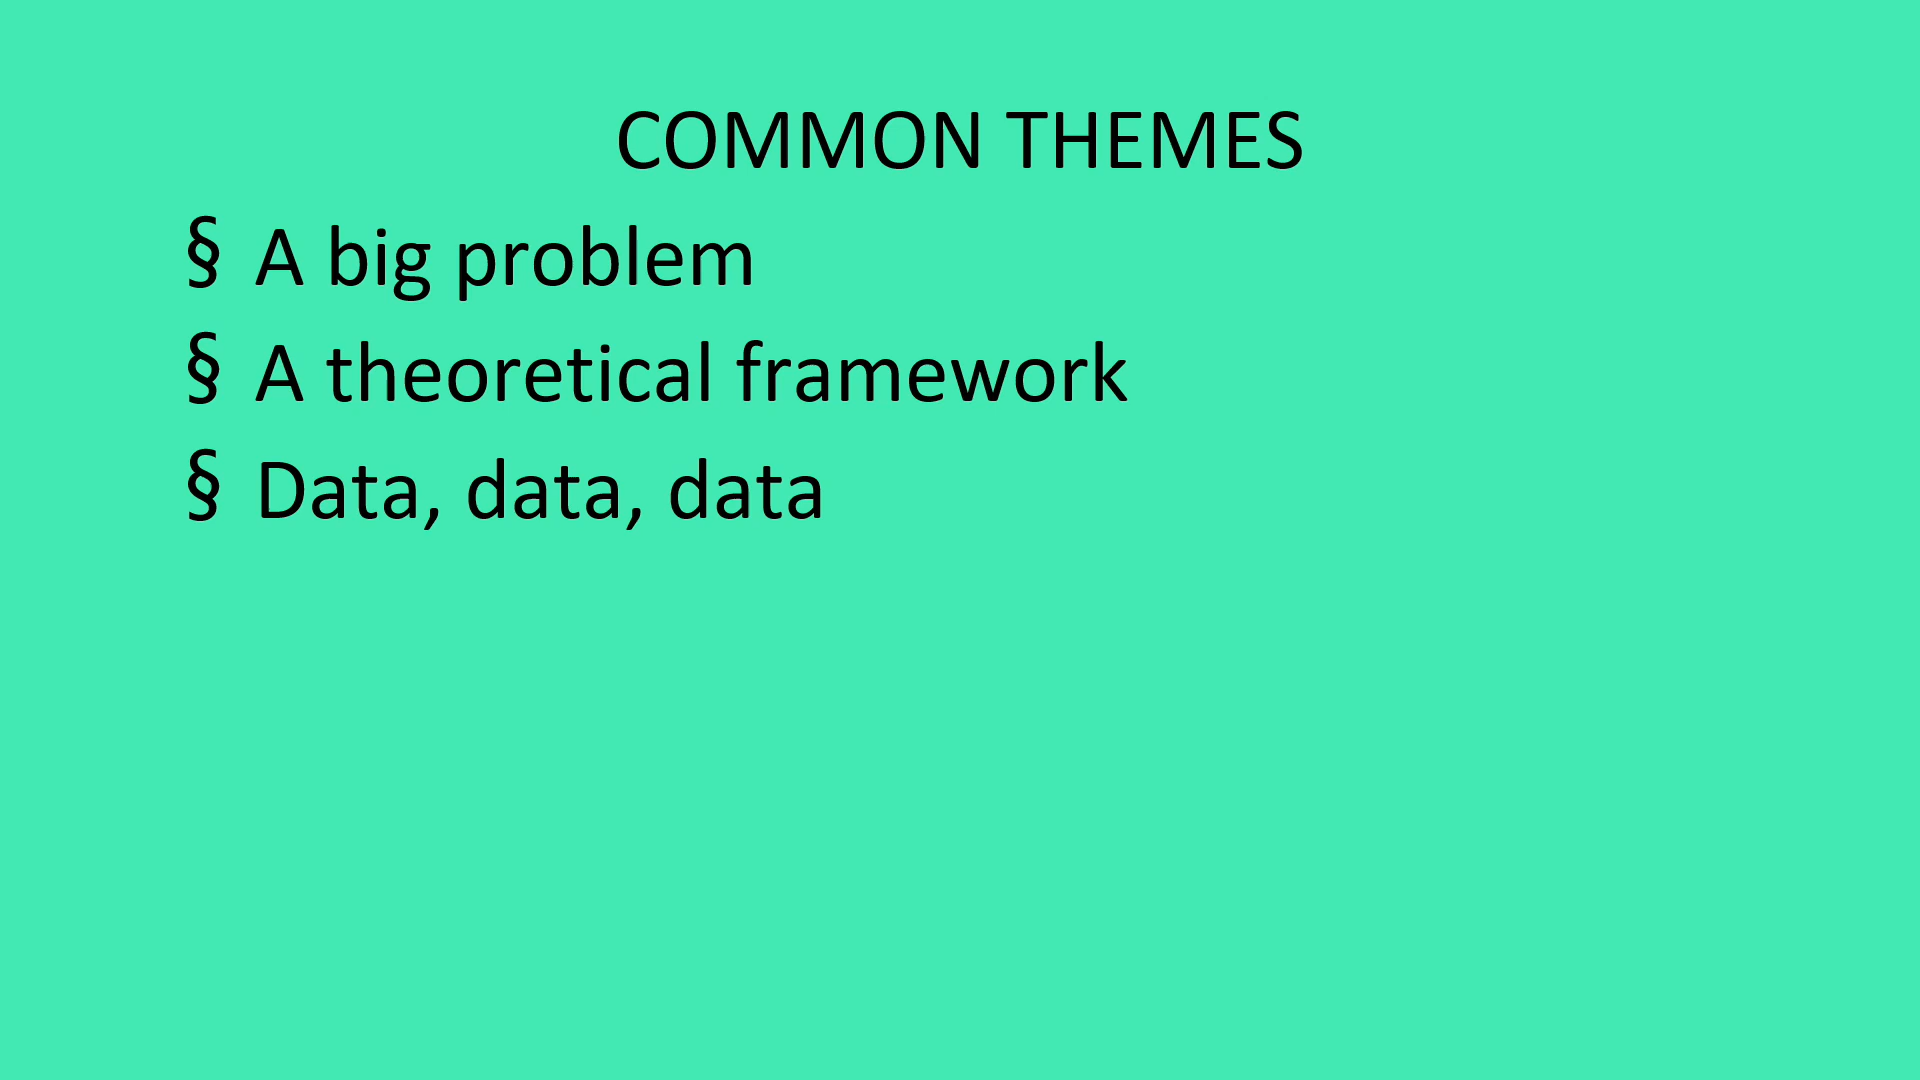 COMMON THEMES
§ A big problem
§ A theoretical framework
§ Data, data, data